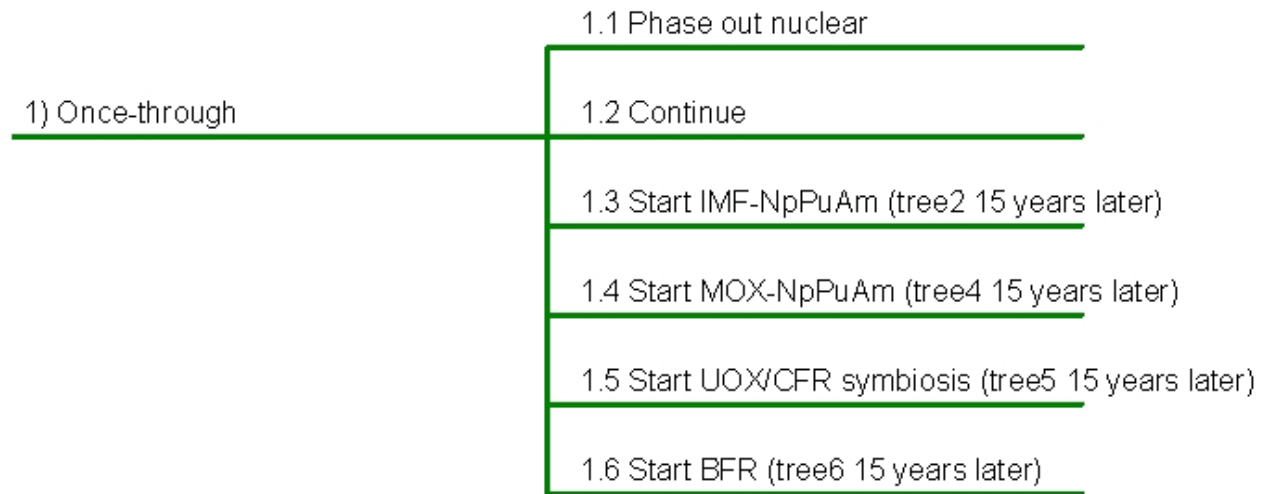 1.1 Phase out nuclear
1) Once-through
1.2 Continue
1.3 Start IMF-NpPuAm (tree2 15 years later)
1.4 Start MOX-NpPuAm (tree4 15 years later)
1.5 Start UOX/CFR symbiosis (tree5 15 years later)
1.6 Start BFR (tree6 15 years later)